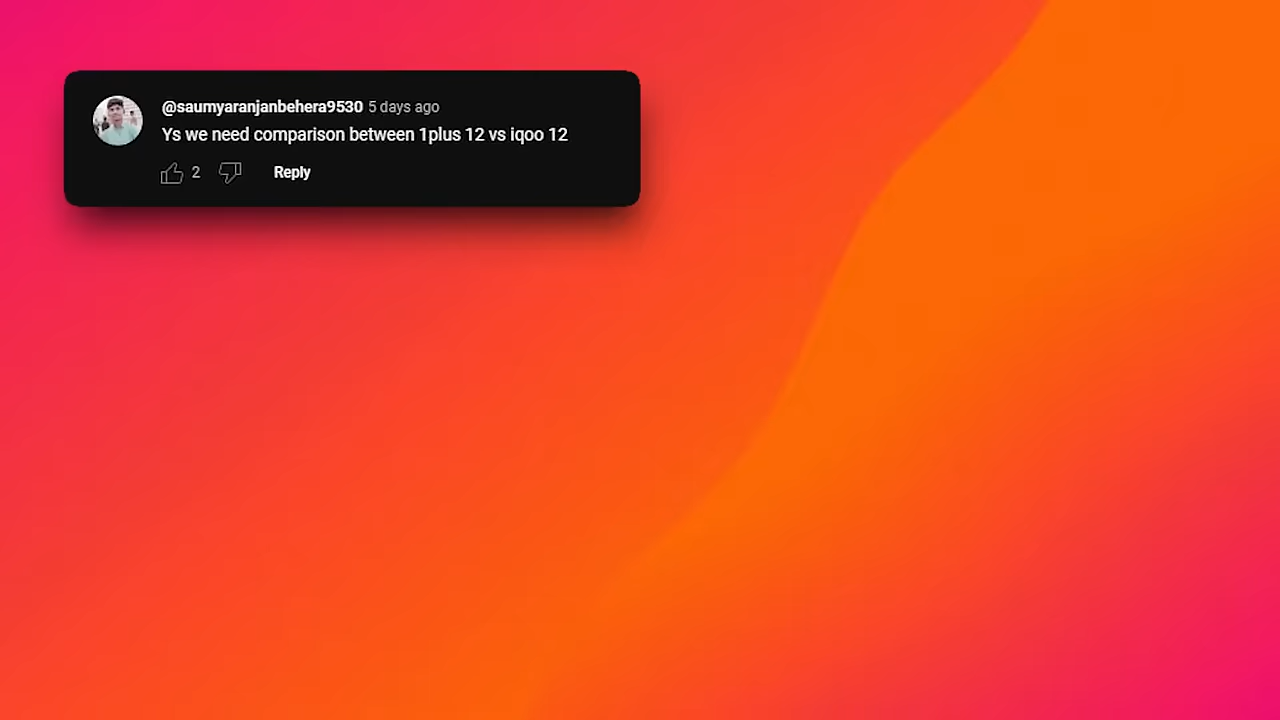 @saumyaranjanbehera9530 5 days ago
Ys we need comparison between 1plus 12 vs iqoo 12
2 Reply